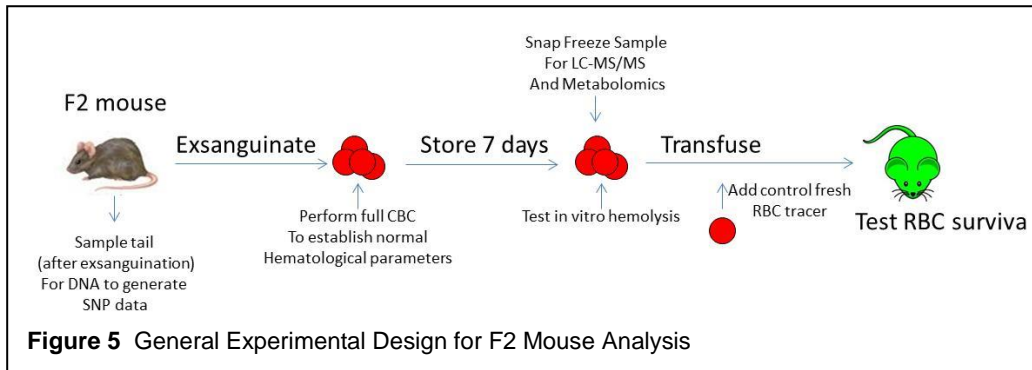 Snap Freeze Sample
For LC-MS/MS
And Metabolomics
F2 mouse
Exsanguinate
Store 7 days
Transfuse
Sample tail
(after exsanguination)
For DNA to generate
SNP data
Perform full CBC
To establish normal
Hematological parameters
Test in vitro hemolysis
Add control fresh
RBC tracer
Test RBC surviva
Figure 5 General Experimental Design for F2 Mouse Analysis